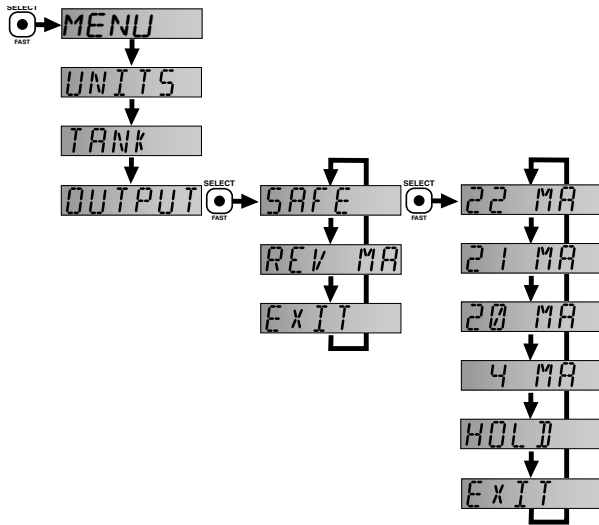 SELECT
FAST
MENU
UNITS
TANK
OUTPUT
SELECT
FAST
SAFE
REV MA
EXIT
SELECT
FAST
22 MA
21 MA
20 MA
4 MA
HOLD
EXIT